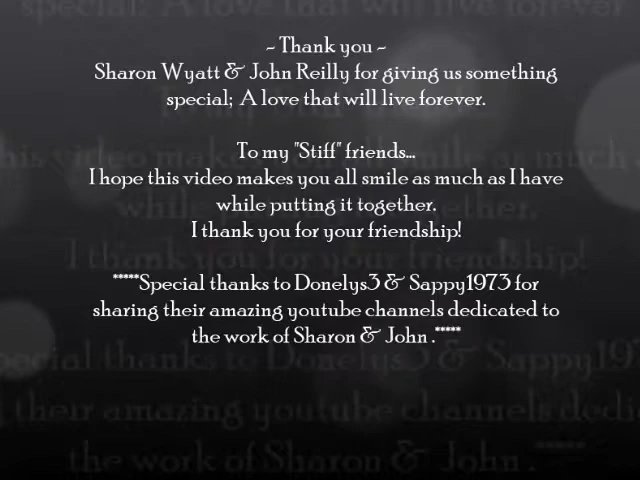 ~ Thank you ~
Sharon Wyatt & John Reilly for giving us something
special; A love that will live forever.
To my "Stiff" friends...
I hope this video makes you all smile as much as I have
while putting it together.
I thank you for your friendship!
*****Special thanks to Donelys3 & Sappy1973 for
sharing their amazing youtube channels dedicated to
the work of Sharon & John .*****